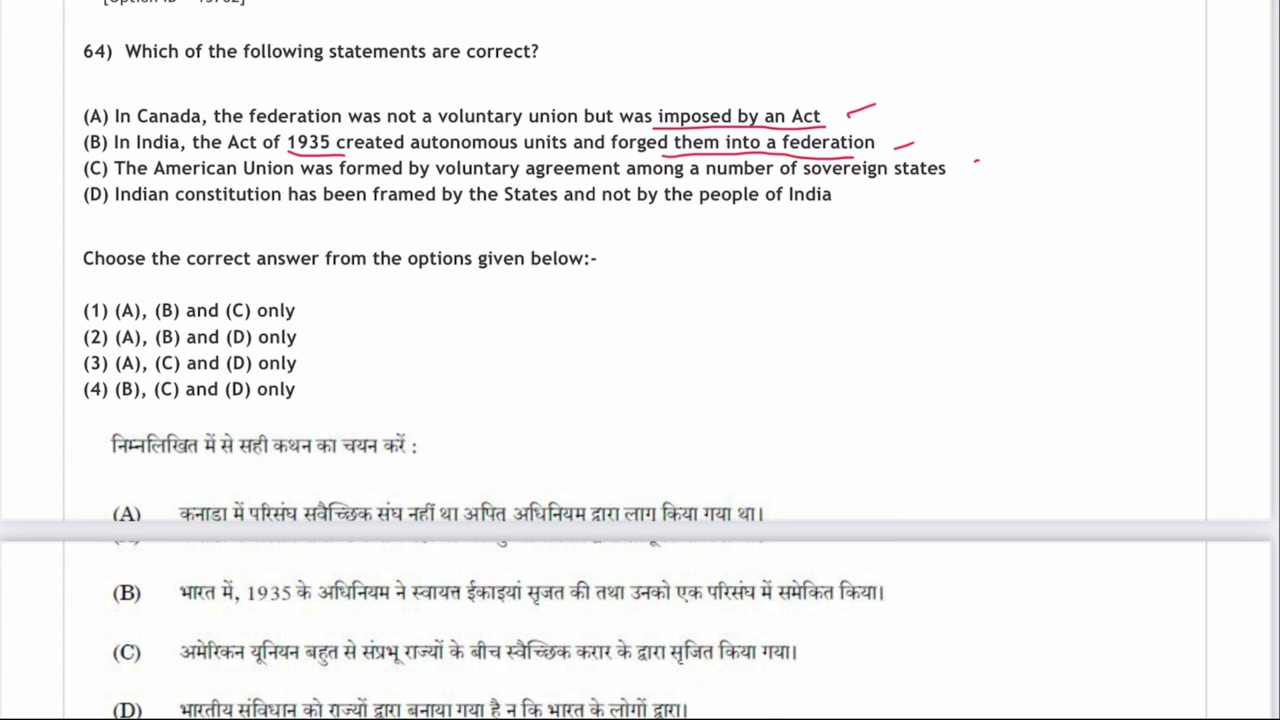 64) Which of the following statements are correct?
(A) In Canada, the federation was not a voluntary union but was imposed by an Act
(B) In India, the Act of 1935 created autonomous units and forged them into a federation
(C) The American Union was formed by voluntary agreement among a number of sovereign states
(D) Indian constitution has been framed by the States and not by the people of India
Choose the correct answer from the options given below:-
(1) (A), (B) and (C) only
(2) (A), (B) and (D) only
(3) (A), (C) and (D) only
(4) (B), (C) and (D) only
निम्नलिखित में से सही कथन का चयन करें :
(A) कनाडा में परिसंघ सवैच्छिक संघ नहीं था अपितु अधिनियम द्वारा लागू किया गया था।
(B) भारत में, 1935 के अधिनियम ने स्वायत्त ईकाइयां सृजत की तथा उनको एक परिसंघ में समेकित किया।
(C) अमेरिकन यूनियन बहुत से संप्रभू राज्यों के बीच स्वैच्छिक करार के द्वारा सृजित किया गया।
(D) भारतीय संविधान को राज्यों द्वारा बनाया गया है न कि भारत के लोगों द्वारा।